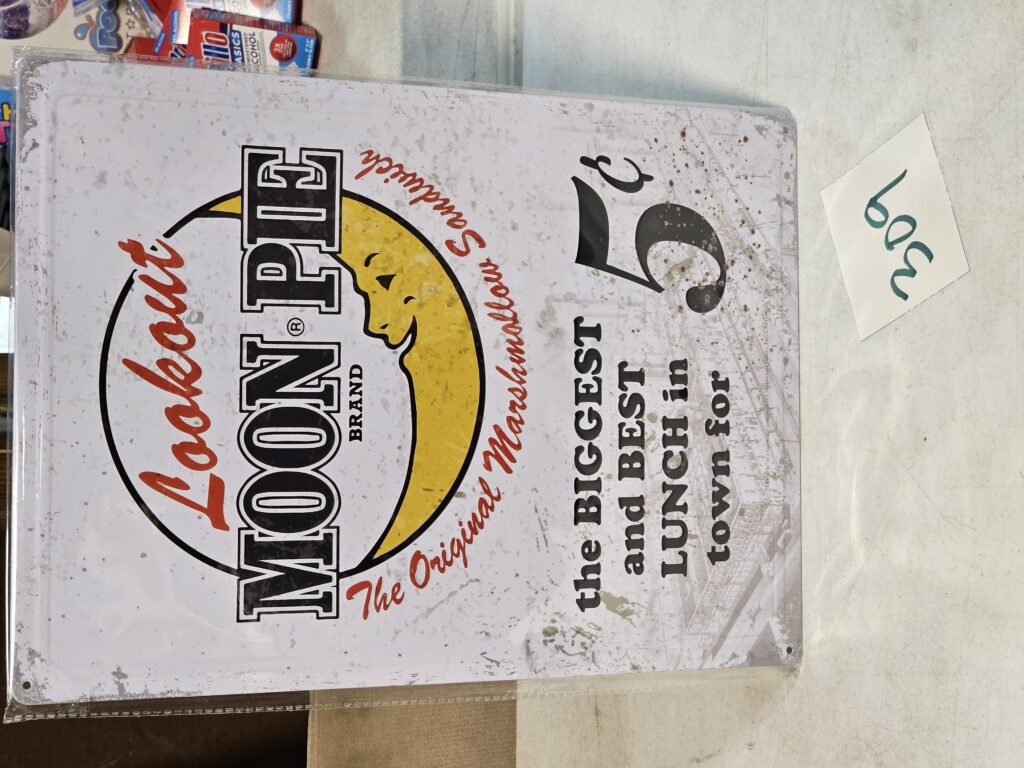 Lookout
MOON PIE
®
BRAND
The Original Marshmallow Sandwich
the BIGGEST
and BEST
LUNCH in
town for
5¢
309